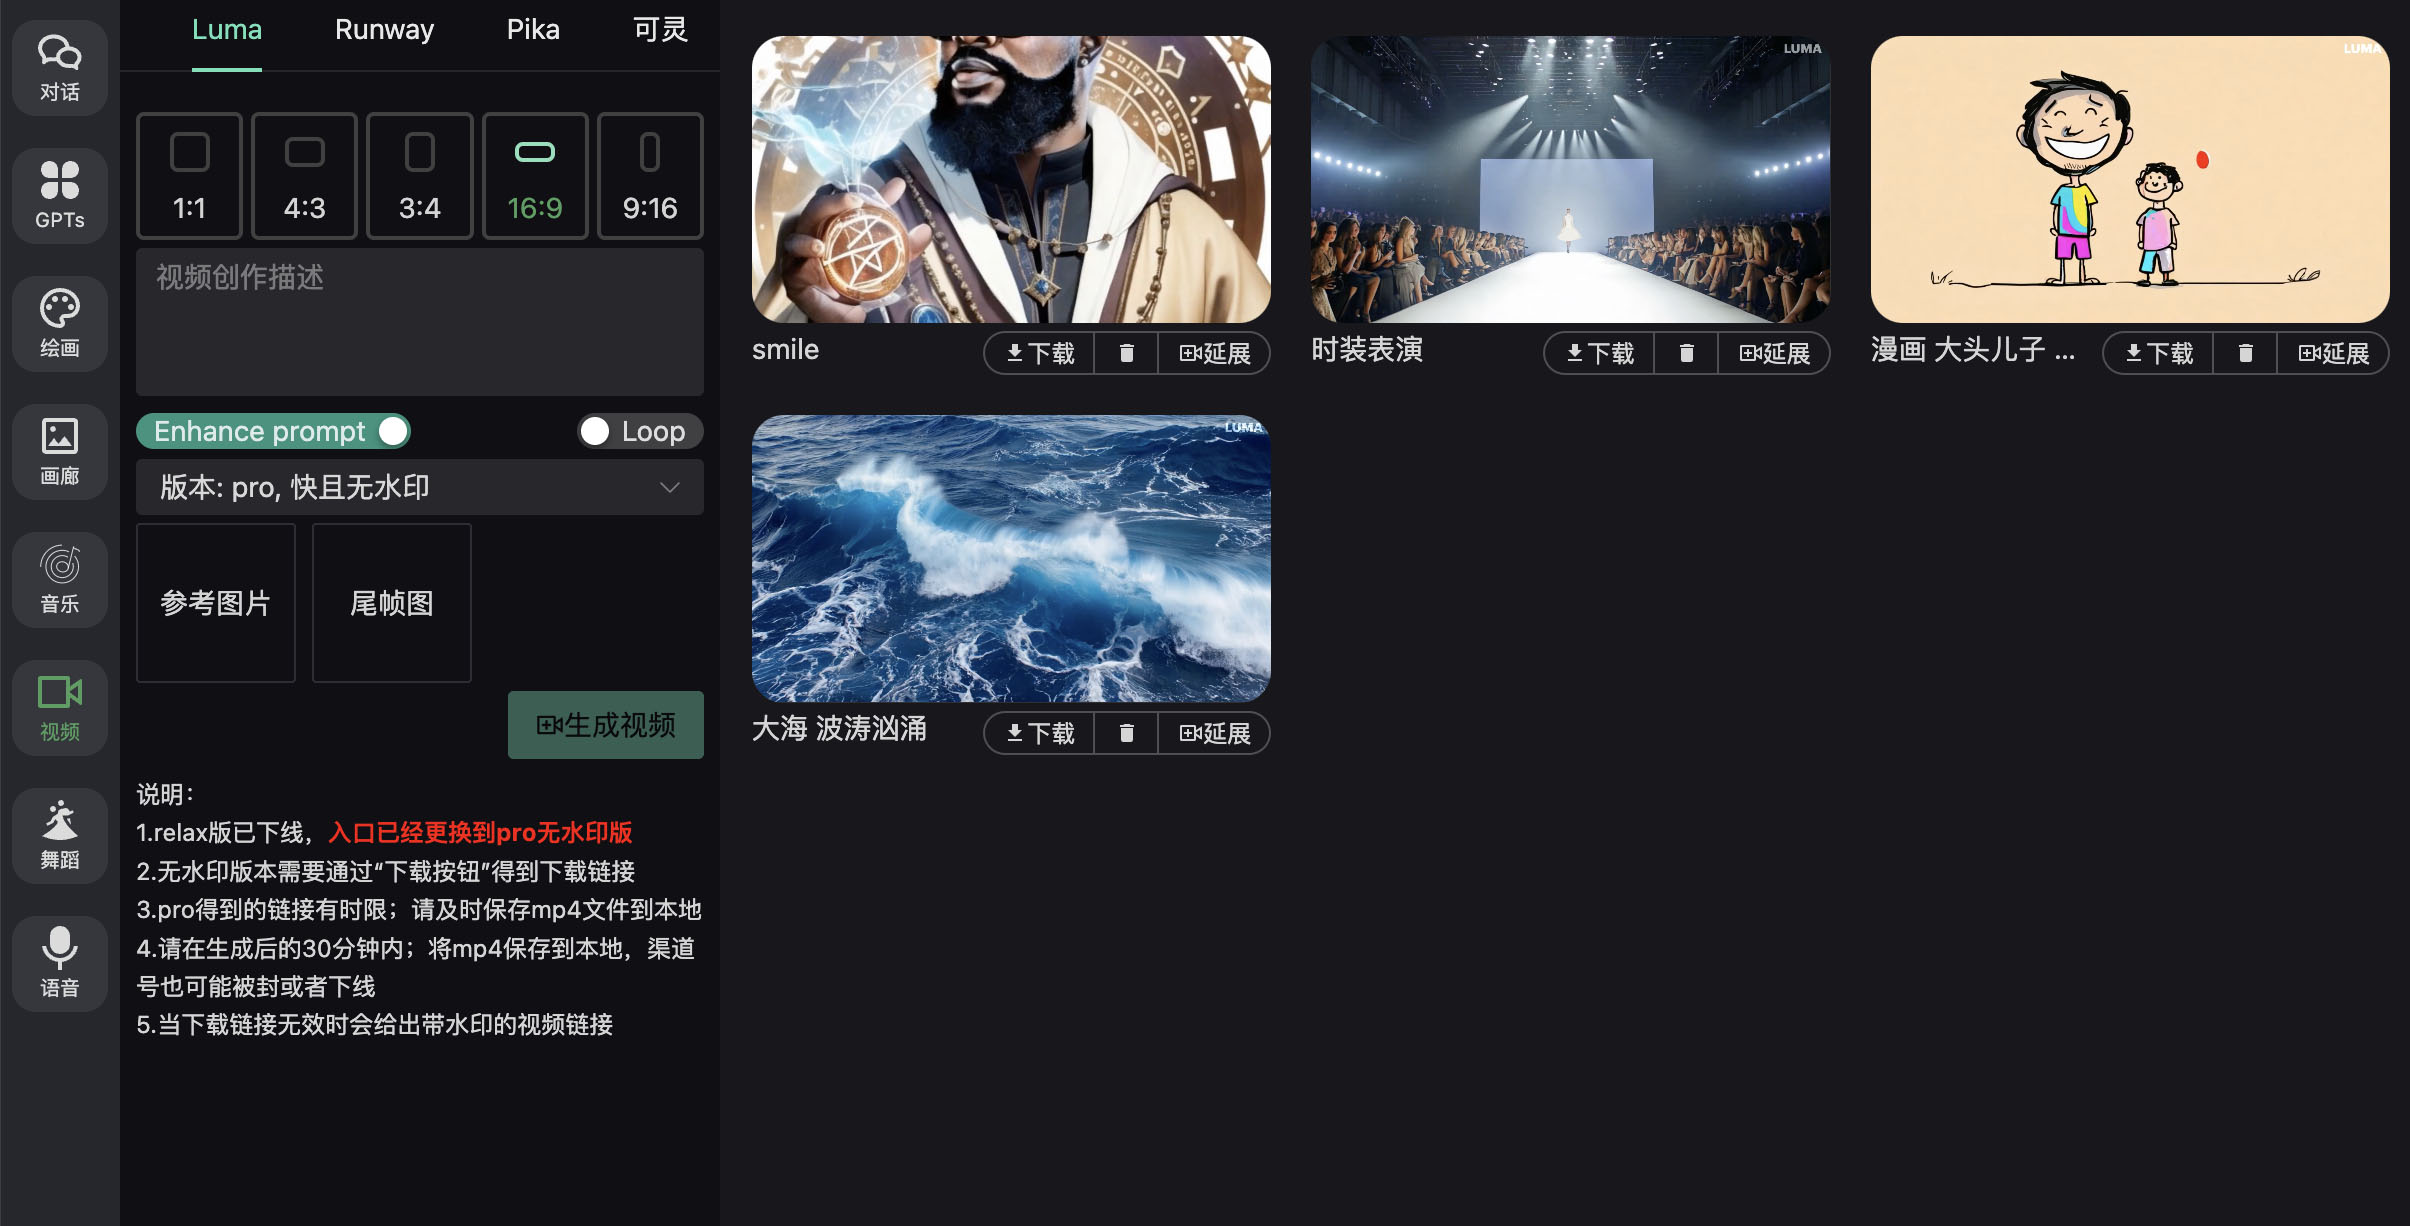 对话
GPTs
绘画
画廊
音乐
视频
舞蹈
语音
Luma Runway Pika 可灵
1:1 4:3 3:4 16:9 9:16
视频创作描述
Enhance prompt Loop
版本: pro, 快且无水印
参考图片 尾帧图
生成视频
说明：
1.relax版已下线，入口已经更换到pro无水印版
2.无水印版本需要通过“下载按钮”得到下载链接
3.pro得到的链接有时限；请及时保存mp4文件到本地
4.请在生成后的30分钟内；将mp4保存到本地，渠道
号也可能被封或者下线
5.当下载链接无效时会给出带水印的视频链接
LUMA
LUMA
smile 下载 延展
时装表演 下载 延展
漫画 大头儿子 ... 下载 延展
LUMA
大海 波涛汹涌 下载 延展